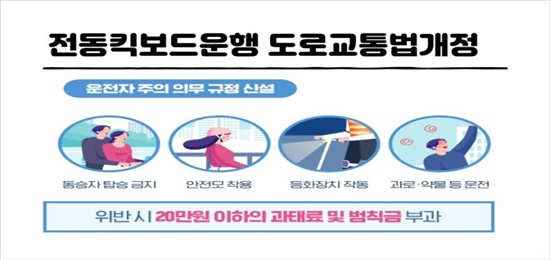 전동킥보드운행 도로교통법개정
운전자 주의 의무 규정 신설
동승자 탑승 금지
안전모 착용
등화장치 작동
과로·약물 등 운전
위반 시 20만원 이하의 과태료 및 범칙금 부과